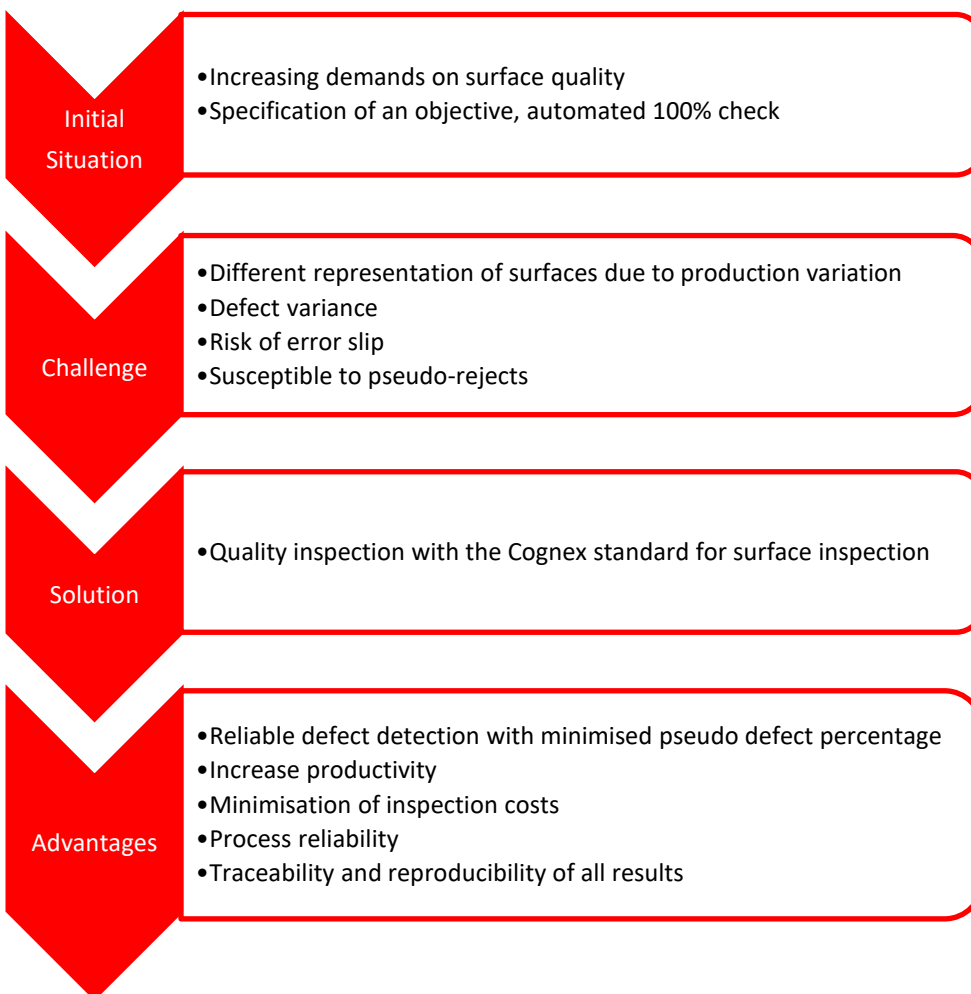 Initial
Situation
•Increasing demands on surface quality
•Specification of an objective, automated 100% check
Challenge
•Different representation of surfaces due to production variation
•Defect variance
•Risk of error slip
•Susceptible to pseudo-rejects
Solution
•Quality inspection with the Cognex standard for surface inspection
Advantages
•Reliable defect detection with minimised pseudo defect percentage
•Increase productivity
•Minimisation of inspection costs
•Process reliability
•Traceability and reproducibility of all results